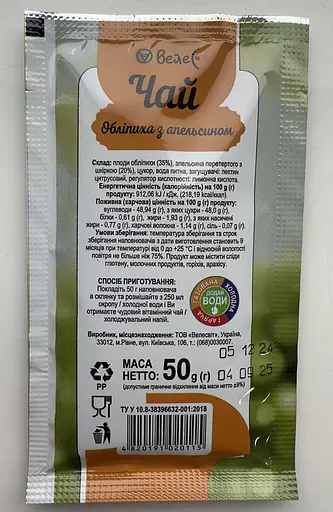 Велес™
Чай
Обліпиха з апельсином
Склад: плоди обліпихи (35%), апельсина перетертого з
шкіркою (20%), цукор, вода питна, загущувачі: пектин
цитрусовий, регулятор кислотності: лимонна кислота.
Енергетична цінність (калорійність) на 100 g (г)
продукту: 912,06 kJ / кДж, (218,19 kcal/ккал).
Поживна (харчова) цінність на 100 g (г) продукту:
вуглеводи - 48,94 g (г), з яких цукри - 48,0 g (г),
білки - 0,61 g (г), жири - 1,93 g (г), з яких насичені
жири - 0,77 g (г), харчові волокна - 1,14 g (г), сіль - 0,07 g (г).
Умови зберігання: температура зберігання та строк
зберігання наповнювача з дати виготовлення становить 9
місяців при температурі від 0 до +25 °С і відносній вологості
повітря не більше ніж 75%. Продукт може містити сліди
глютену, молочних продуктів, горіхів, арахісу.
СПОСІБ ПРИГОТУВАННЯ:
Покладіть 50 г наповнювача
в склянку та розмішайте з 250 мл
окропу / холодної води і Ви
отримаєте чудовий вітамінний чай /
холоджувальний напій.
ГАЗОВАНА ХОЛОДНА ГАРЯЧА
ДОДАЙ
ВОДИ
Виробник, місцезнаходження: ТОВ «Велесвіт», Україна,
33012, м.Рівне, вул. Київська, 106, т.: (068)0030007.
05 12 24
04 09 25
PP
МАСА
НЕТТО: 50 g (г)
(допустиме граничне відхилення від маси нетто ±9%)
ТУ У 10.8-38396632-001:2018
4820191020115